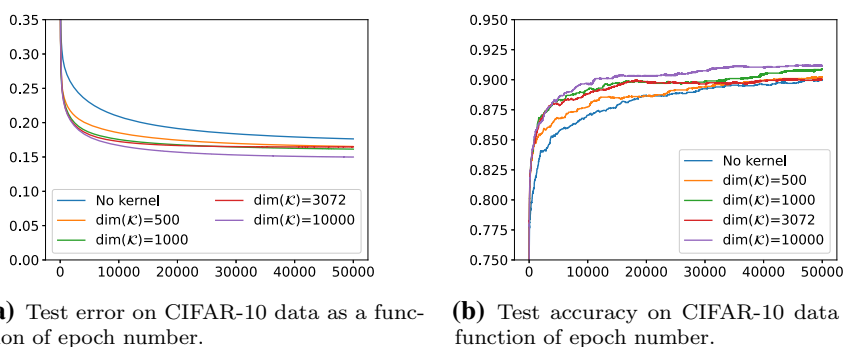 0.35
0.30
0.25
0.20
0.15
0.10
0.05
0.00
No kernel
dim(𝒦)=500
dim(𝒦)=1000
dim(𝒦)=3072
dim(𝒦)=10000
0 10000 20000 30000 40000 50000
0.950
0.925
0.900
0.875
0.850
0.825
0.800
0.775
0.750
No kernel
dim(𝒦)=500
dim(𝒦)=1000
dim(𝒦)=3072
dim(𝒦)=10000
0 10000 20000 30000 40000 50000
) Test error on CIFAR-10 data as a func-
ion of epoch number.
(b) Test accuracy on CIFAR-10 data
function of epoch number.